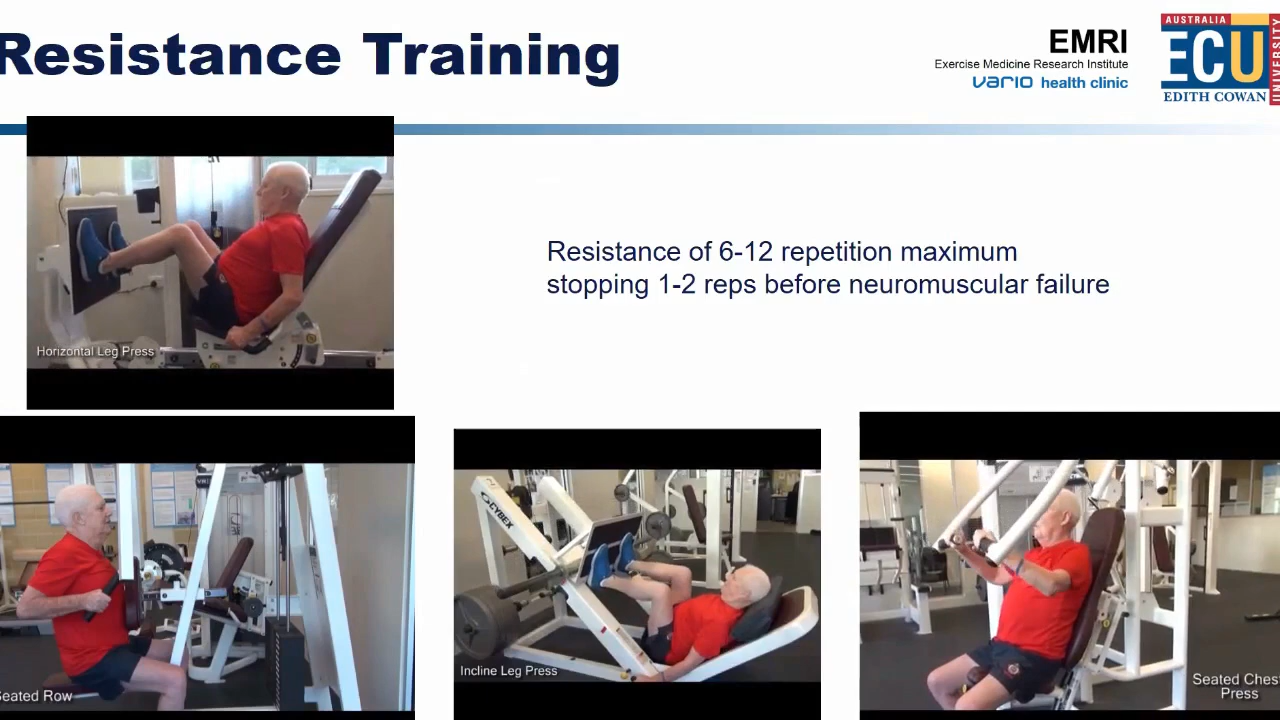 Resistance Training
EMRI
Exercise Medicine Research Institute
vario health clinic
AUSTRALIA
ECU
EDITH COWAN
UNIVERSITY
Resistance of 6-12 repetition maximum
stopping 1-2 reps before neuromuscular failure
Horizontal Leg Press
Seated Row
CYBEX
Incline Leg Press
Seated Chest
Press